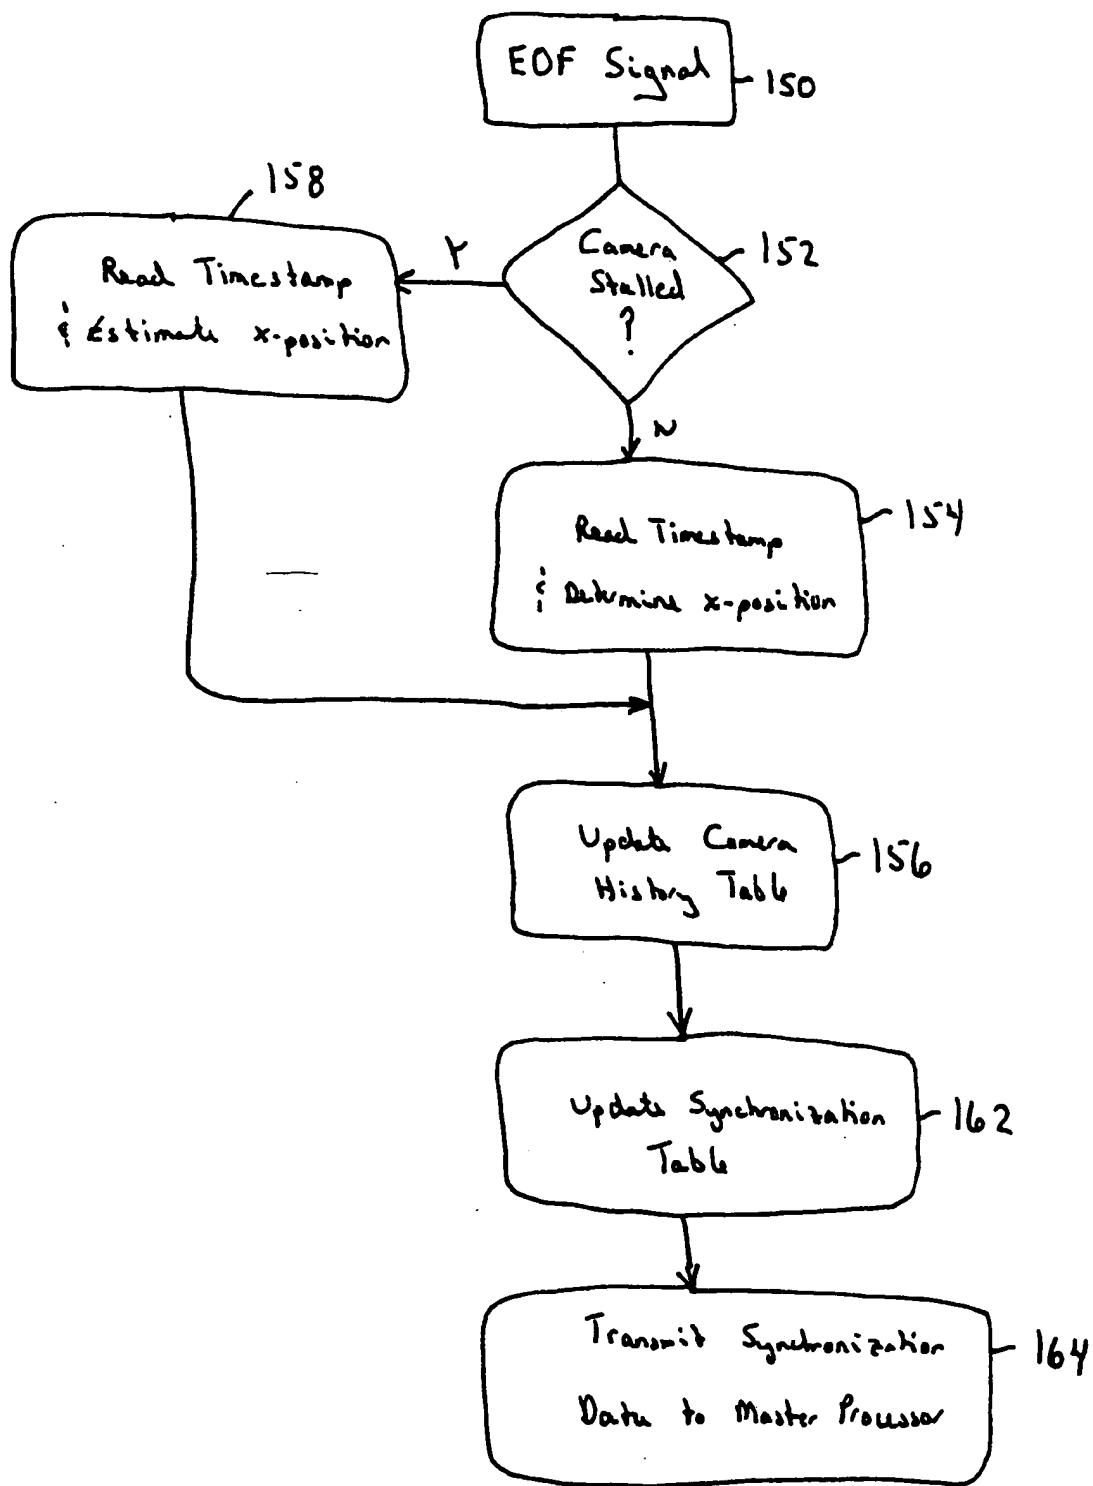 EOF Signal
150
158
Camera
Stalled
?
152
Y
Read Timestamp
& Estimate x-position
N
154
Read Timestamp
& Determine x-position
Update Camera
History Table
156
Update Synchronization
Table
162
Transmit Synchronization
Data to Master Processor
164